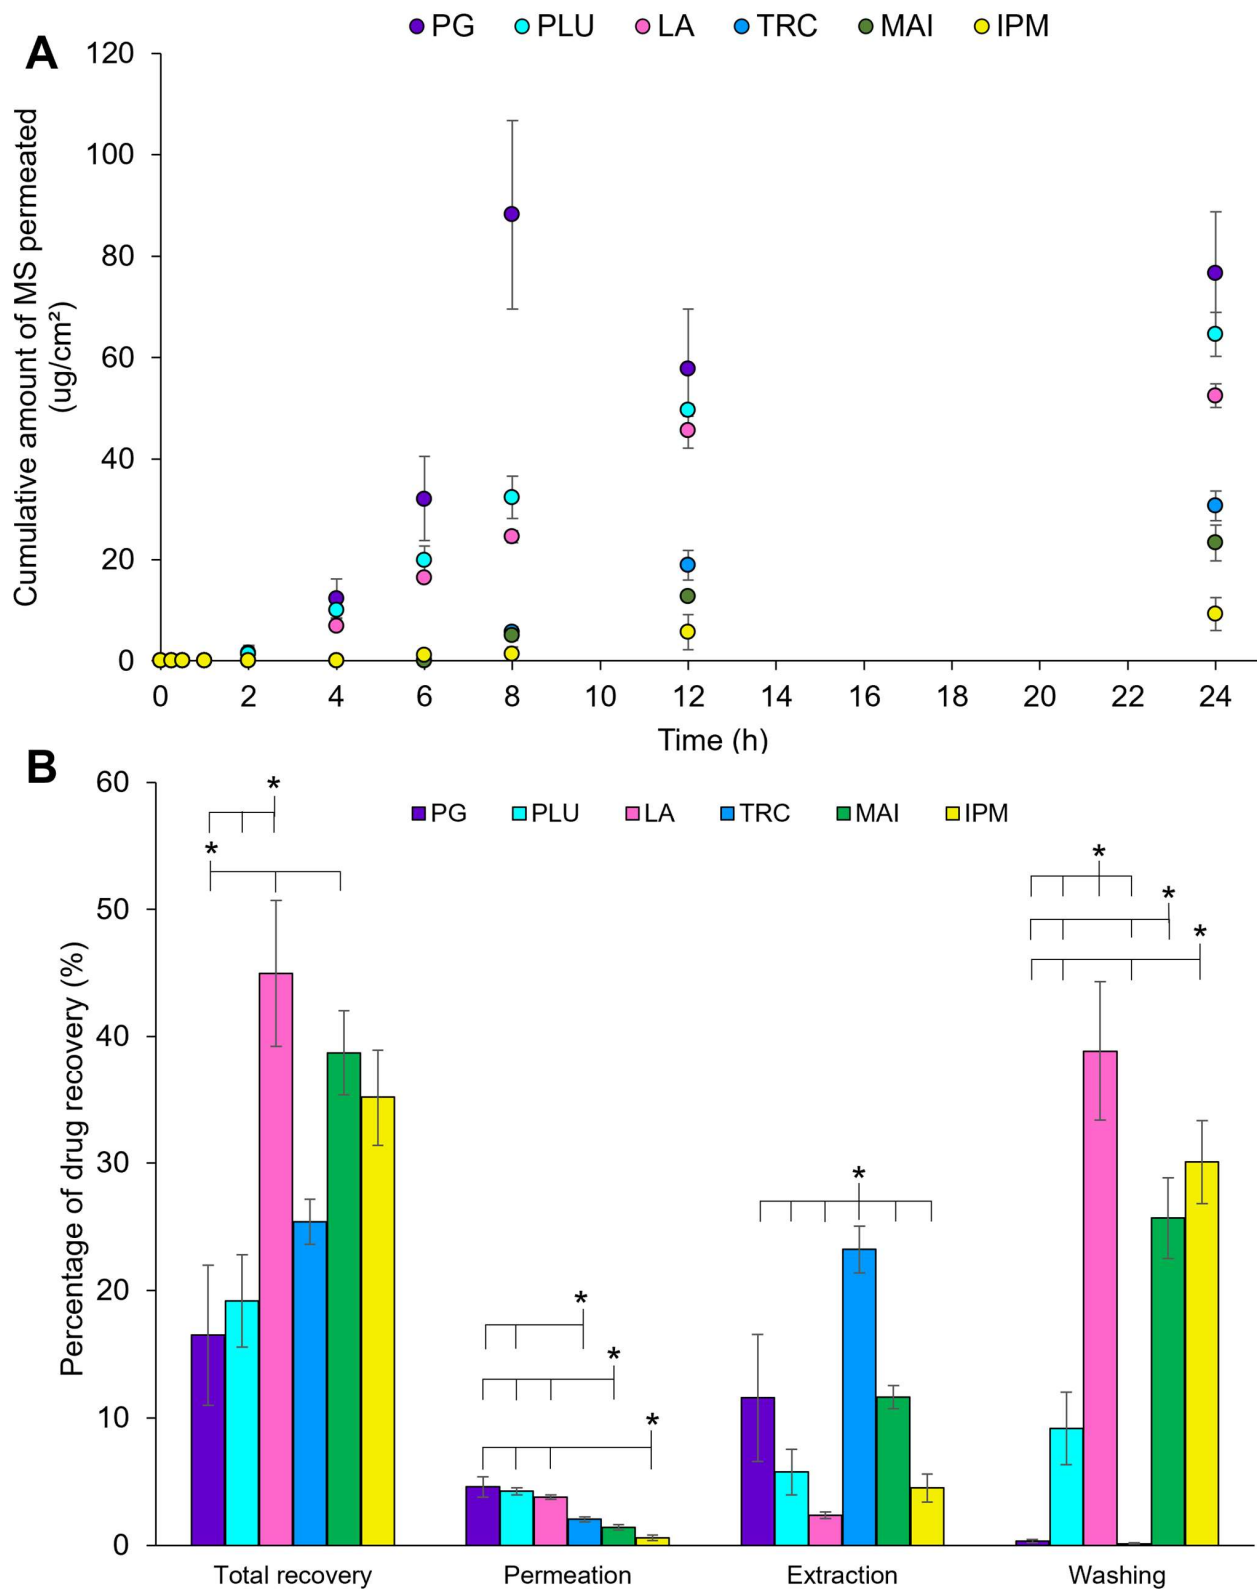 PG PLU LA TRC MAI IPM
A
120
100
80
60
40
20
0
Cumulative amount of MS permeated
(ug/cm²)
0 2 4 6 8 10 12 14 16 18 20 22 24
Time (h)
B
PG PLU LA TRC MAI IPM
60
50
40
30
20
10
0
Percentage of drug recovery (%)
* * * * * * * * *
Total recovery Permeation Extraction Washing